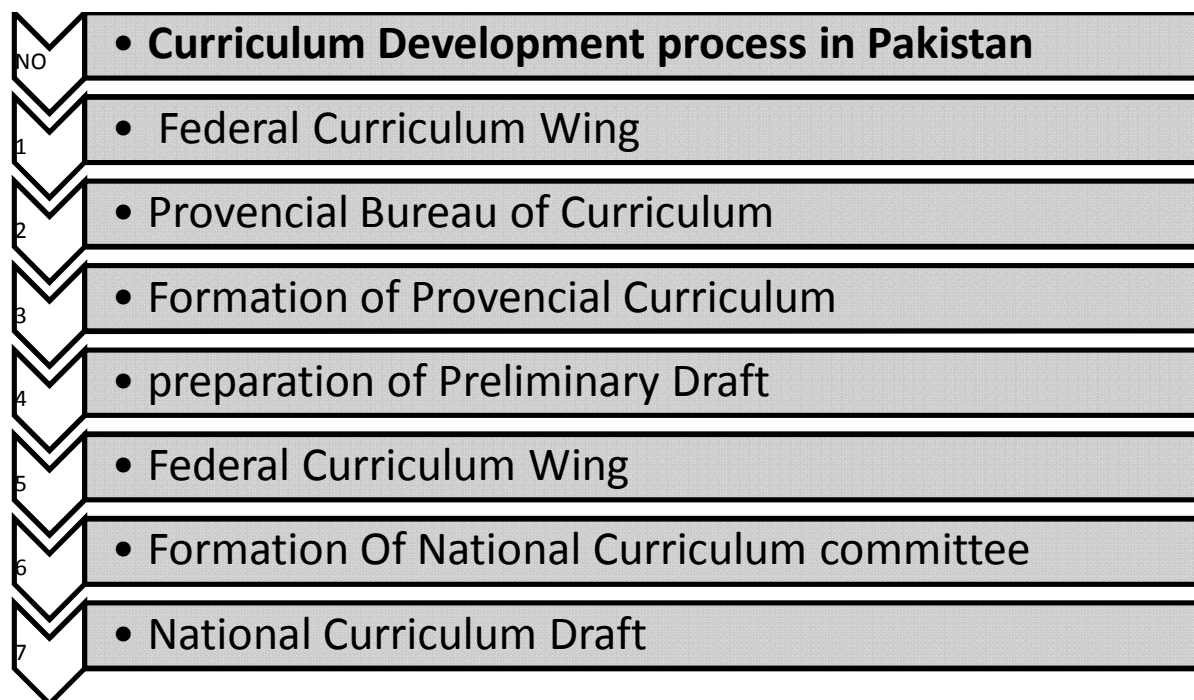 NO • Curriculum Development process in Pakistan
1 • Federal Curriculum Wing
2 • Provencial Bureau of Curriculum
3 • Formation of Provencial Curriculum
4 • preparation of Preliminary Draft
5 • Federal Curriculum Wing
6 • Formation Of National Curriculum committee
7 • National Curriculum Draft